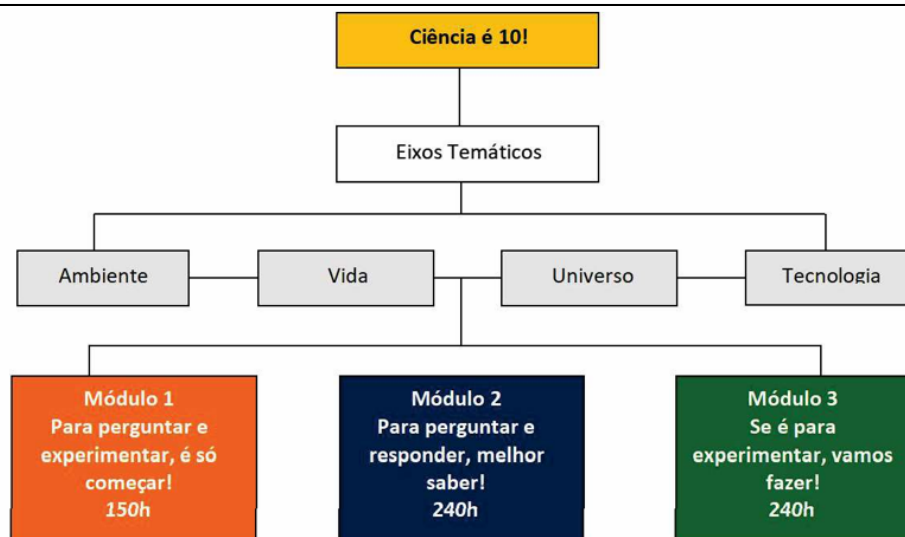 Ciência é 10!
Eixos Temáticos
Ambiente
Vida
Universo
Tecnologia
Módulo 1
Para perguntar e
experimentar, é só
começar!
150h
Módulo 2
Para perguntar e
responder, melhor
saber!
240h
Módulo 3
Se é para
experimentar, vamos
fazer!
240h